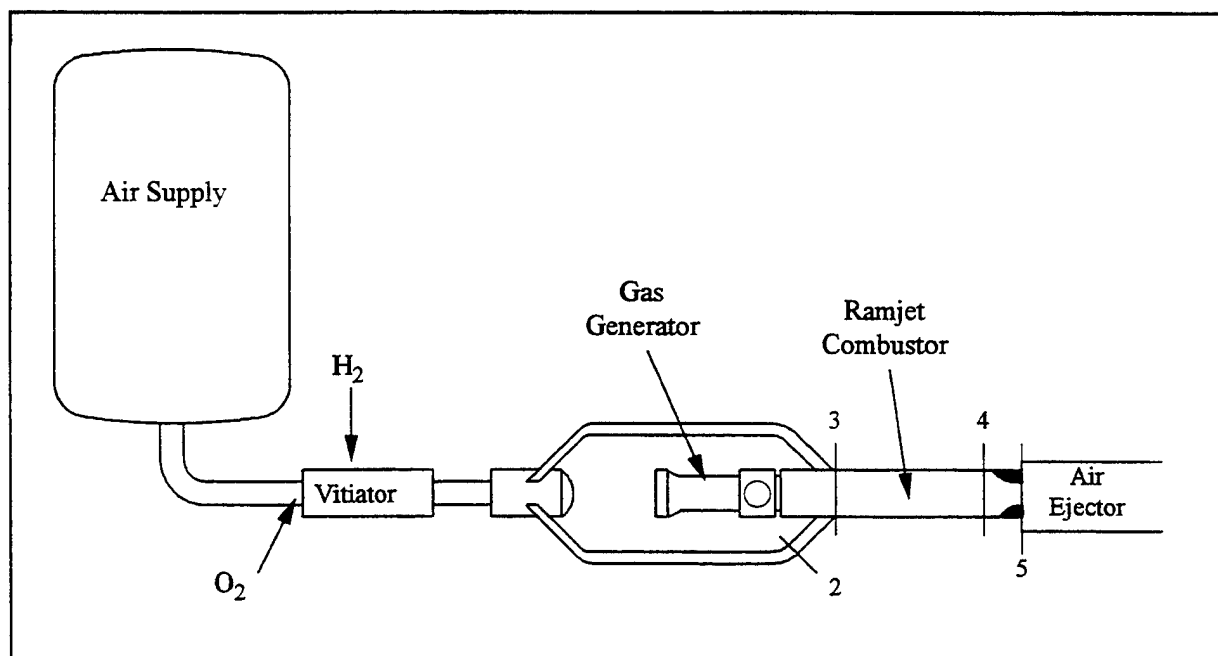 Air Supply
Gas
Generator
Ramjet
Combustor
H2
3
4
Vitiator
Air
Ejector
O2
2
5